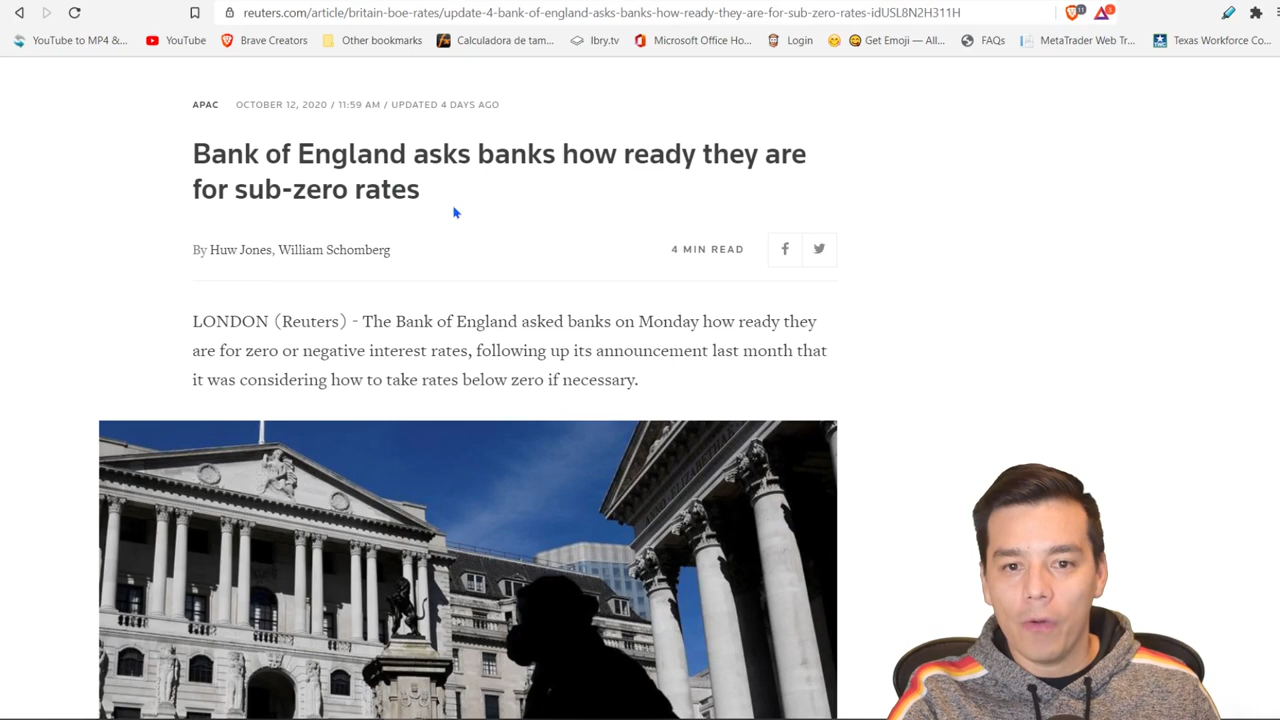 reuters.com/article/britain-boe-rates/update-4-bank-of-england-asks-banks-how-ready-they-are-for-sub-zero-rates-idUSL8N2H311H
11
3
YouTube to MP4 &... YouTube Brave Creators Other bookmarks Calculadora de tam... lbry.tv Microsoft Office Ho... Login Get Emoji — All... FAQs MetaTrader Web Tr... Texas Workforce Co...
APAC OCTOBER 12, 2020 / 11:59 AM / UPDATED 4 DAYS AGO
Bank of England asks banks how ready they are
for sub-zero rates
By Huw Jones, William Schomberg 4 MIN READ
LONDON (Reuters) - The Bank of England asked banks on Monday how ready they
are for zero or negative interest rates, following up its announcement last month that
it was considering how to take rates below zero if necessary.